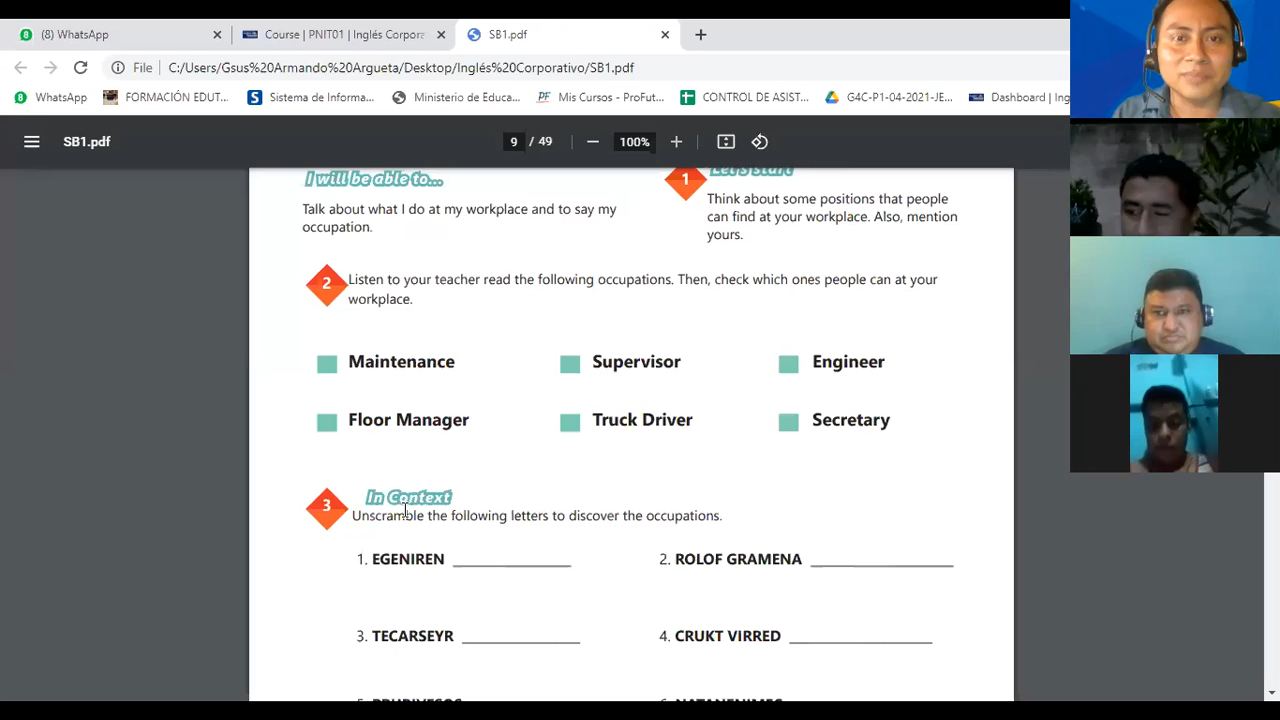 (8) WhatsApp
Course | PNIT01 | Inglés Corpora
SB1.pdf
File
C:/Users/Gsus%20Armando%20Argueta/Desktop/Inglés%20Corporativo/SB1.pdf
WhatsApp
FORMACIÓN EDUT...
Sistema de Informa...
Ministerio de Educa...
Mis Cursos - ProFut...
CONTROL DE ASIST...
G4C-P1-04-2021-JE...
Dashboard | Ing
SB1.pdf
9 / 49
100%
I will be able to...
Talk about what I do at my workplace and to say my
occupation.
1
Let's start
Think about some positions that people
can find at your workplace. Also, mention
yours.
2
Listen to your teacher read the following occupations. Then, check which ones people can at your
workplace.
Maintenance
Supervisor
Engineer
Floor Manager
Truck Driver
Secretary
3
In Context
Unscramble the following letters to discover the occupations.
1. EGENIREN
2. ROLOF GRAMENA
3. TECARSEYR
4. CRUKT VIRRED